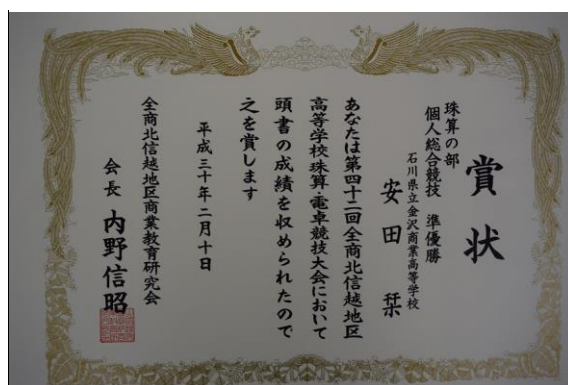 賞状
珠算の部
個人総合競技 準優勝
石川県立金沢商業高等学校
安田 栞
あなたは第四十二回全商北信越地区
高等学校珠算・電卓競技大会において
頭書の成績を収められたので
之を賞します
平成三十年二月十日
全商北信越地区商業教育研究会
会長 内野信昭